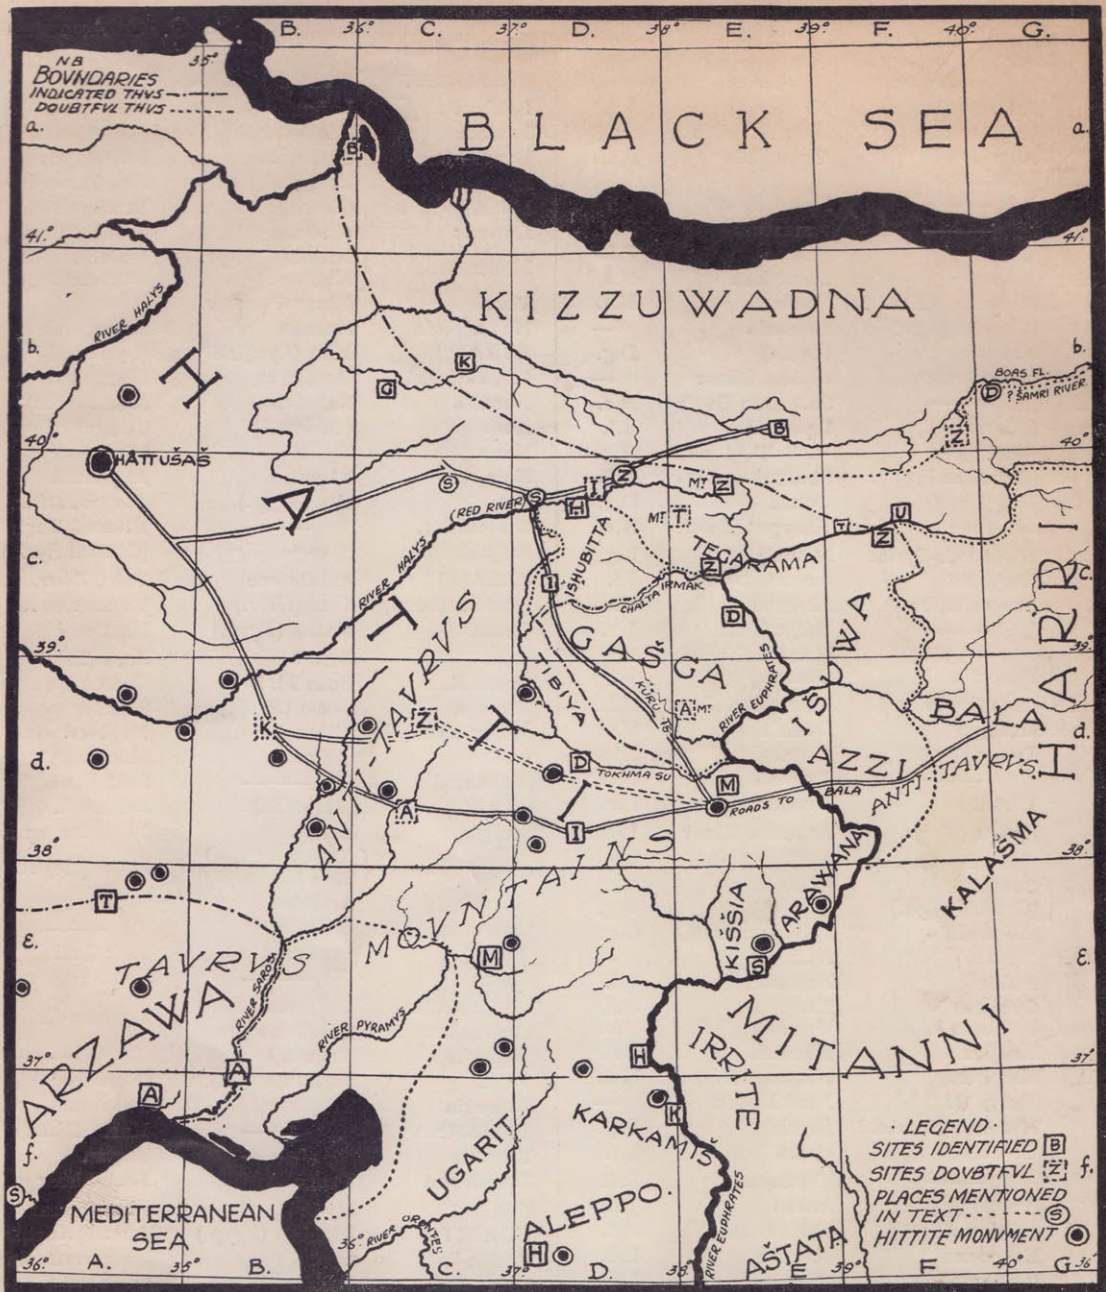 B. 36° C. 37° D. 38° E. F. 40° G.
35°
NB
BOVNDARIES
INDICATED THVS
DOVBTFVL THVS
a.
BLACK SEA
a.
B
41°
41°
KIZZUWADNA
RIVER HALYS
b.
b.
K
G
BOAS FL.
D
? ŠAMRI RIVER
HATTI
B
Z
40°
40°
HATTUŠAŠ
Z
S
I
MT Z
(RED RIVER)
S
H
MT T
U
T
Z
c.
ISHUBITTA
TEGARAMA
Z
c.
RIVER HALYS
I
CHALTA IRMAK
D
HARRI
39°
39°
GAŠGA
ISUWA
TIBIYA
KURU
A MT
RIVER EUPHRATES
BALA
K
Z
ANTI-TAVRVS
d.
d.
D
TOKHMA SU
M
AZZI
ANTI-TAVRVS
A
ROADS TO BALA
I
38°
38°
KALAŠMA
T
ARAWANA
KIŠŠIA
TAVRVS MOVNTAINS
ε.
ε.
M
S
ARZAWA
RIVER SAROS
RIVER PYRAMVS
MITANNI
37°
37°
H
IRRITE
A
A
K
KARKAMIŠ
UGARIT
· LEGEND ·
SITES IDENTIFIED B
f.
SITES DOVBTFVL Z f.
PLACES MENTIONED
IN TEXT S
HITTITE MONVMENT
S
MEDITERRANEAN
SEA
ALEPPO.
H
RIVER ORONTES
RIVER EUPHRATES
AŠTATA
36°
36° A. 35° B. C. 37° D. 38° E 39° F 40° G 36